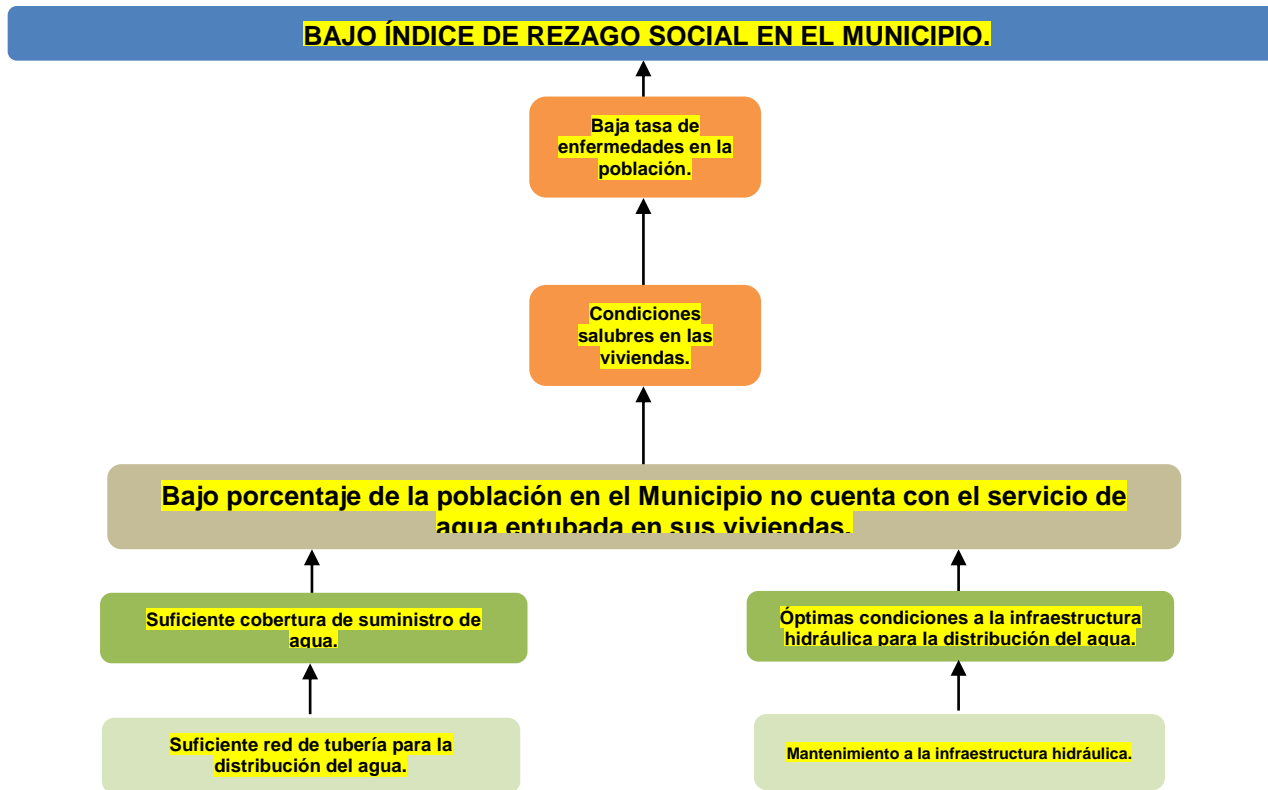 BAJO ÍNDICE DE REZAGO SOCIAL EN EL MUNICIPIO.
Baja tasa de
enfermedades en la
población.
Condiciones
salubres en las
viviendas.
Bajo porcentaje de la población en el Municipio no cuenta con el servicio de
agua entubada en sus viviendas.
Suficiente cobertura de suministro de
agua.
Óptimas condiciones a la infraestructura
hidráulica para la distribución del agua.
Suficiente red de tubería para la
distribución del agua.
Mantenimiento a la infraestructura hidráulica.